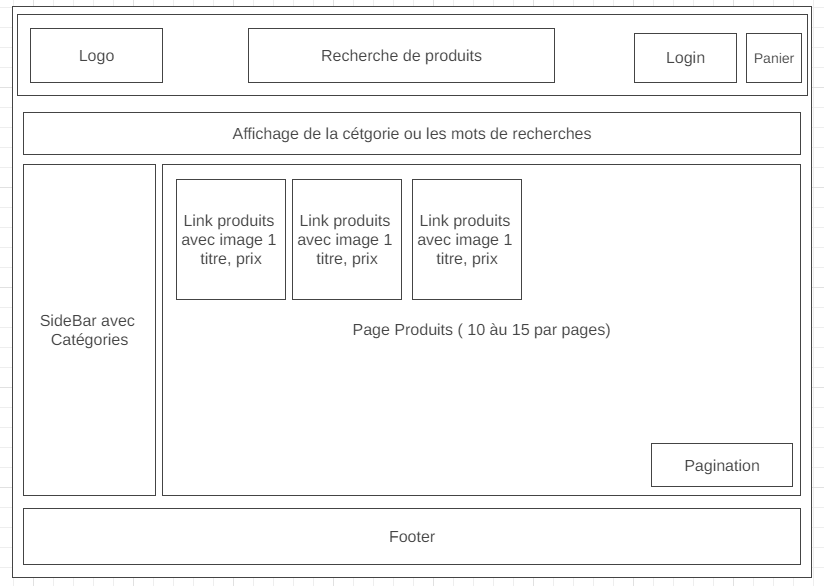 Logo
Recherche de produits
Login
Panier
Affichage de la cétgorie ou les mots de recherches
SideBar avec
Catégories
Link produits
avec image 1
titre, prix
Link produits
avec image 1
titre, prix
Link produits
avec image 1
titre, prix
Page Produits ( 10 àu 15 par pages)
Pagination
Footer